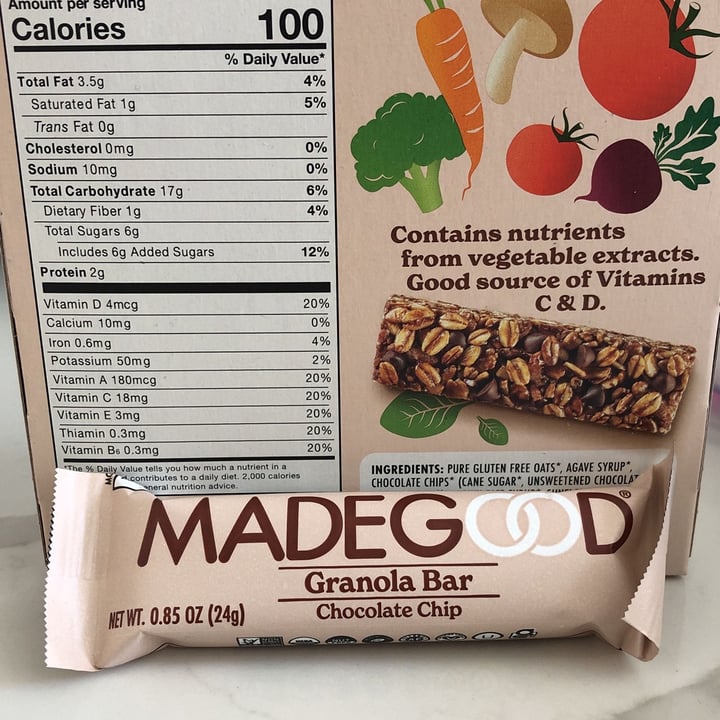 Amount per serving
Calories 100
% Daily Value*
Total Fat 3.5g 4%
Saturated Fat 1g 5%
Trans Fat 0g
Cholesterol 0mg 0%
Sodium 10mg 0%
Total Carbohydrate 17g 6%
Dietary Fiber 1g 4%
Total Sugars 6g
Includes 6g Added Sugars 12%
Protein 2g
Vitamin D 4mcg 20%
Calcium 10mg 0%
Iron 0.6mg 4%
Potassium 50mg 2%
Vitamin A 180mcg 20%
Vitamin C 18mg 20%
Vitamin E 3mg 20%
Thiamin 0.3mg 20%
Vitamin B6 0.3mg 20%
*The % Daily Value tells you how much a nutrient in a
contributes to a daily diet. 2,000 calories
general nutrition advice.
Contains nutrients
from vegetable extracts.
Good source of Vitamins
C & D.
INGREDIENTS: PURE GLUTEN FREE OATS*, AGAVE SYRUP*,
CHOCOLATE CHIPS* (CANE SUGAR*, UNSWEETENED
MADEGOOD®
Granola Bar
Chocolate Chip
NET WT. 0.85 OZ (24g)